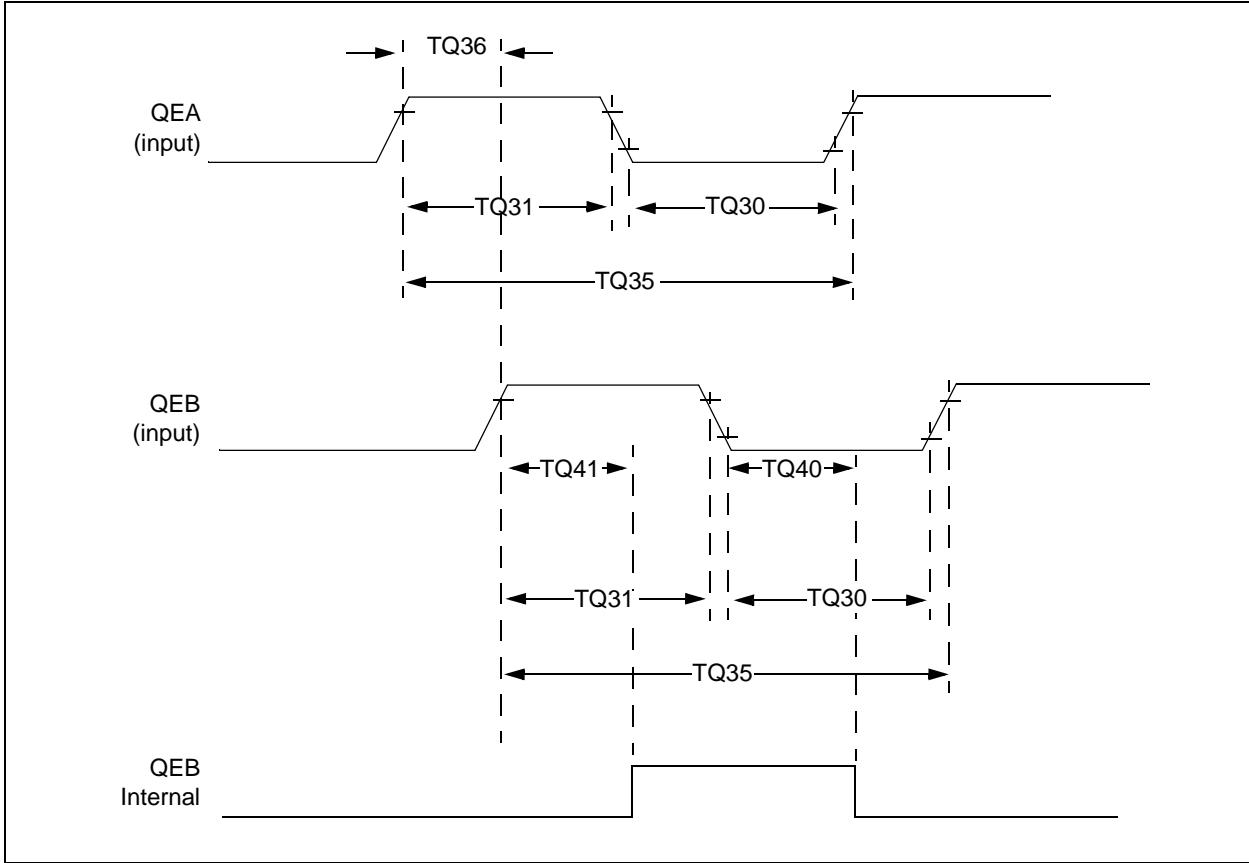 TQ36
QEA
(input)
TQ31
TQ30
TQ35
QEB
(input)
TQ41
TQ40
TQ31
TQ30
TQ35
QEB
Internal